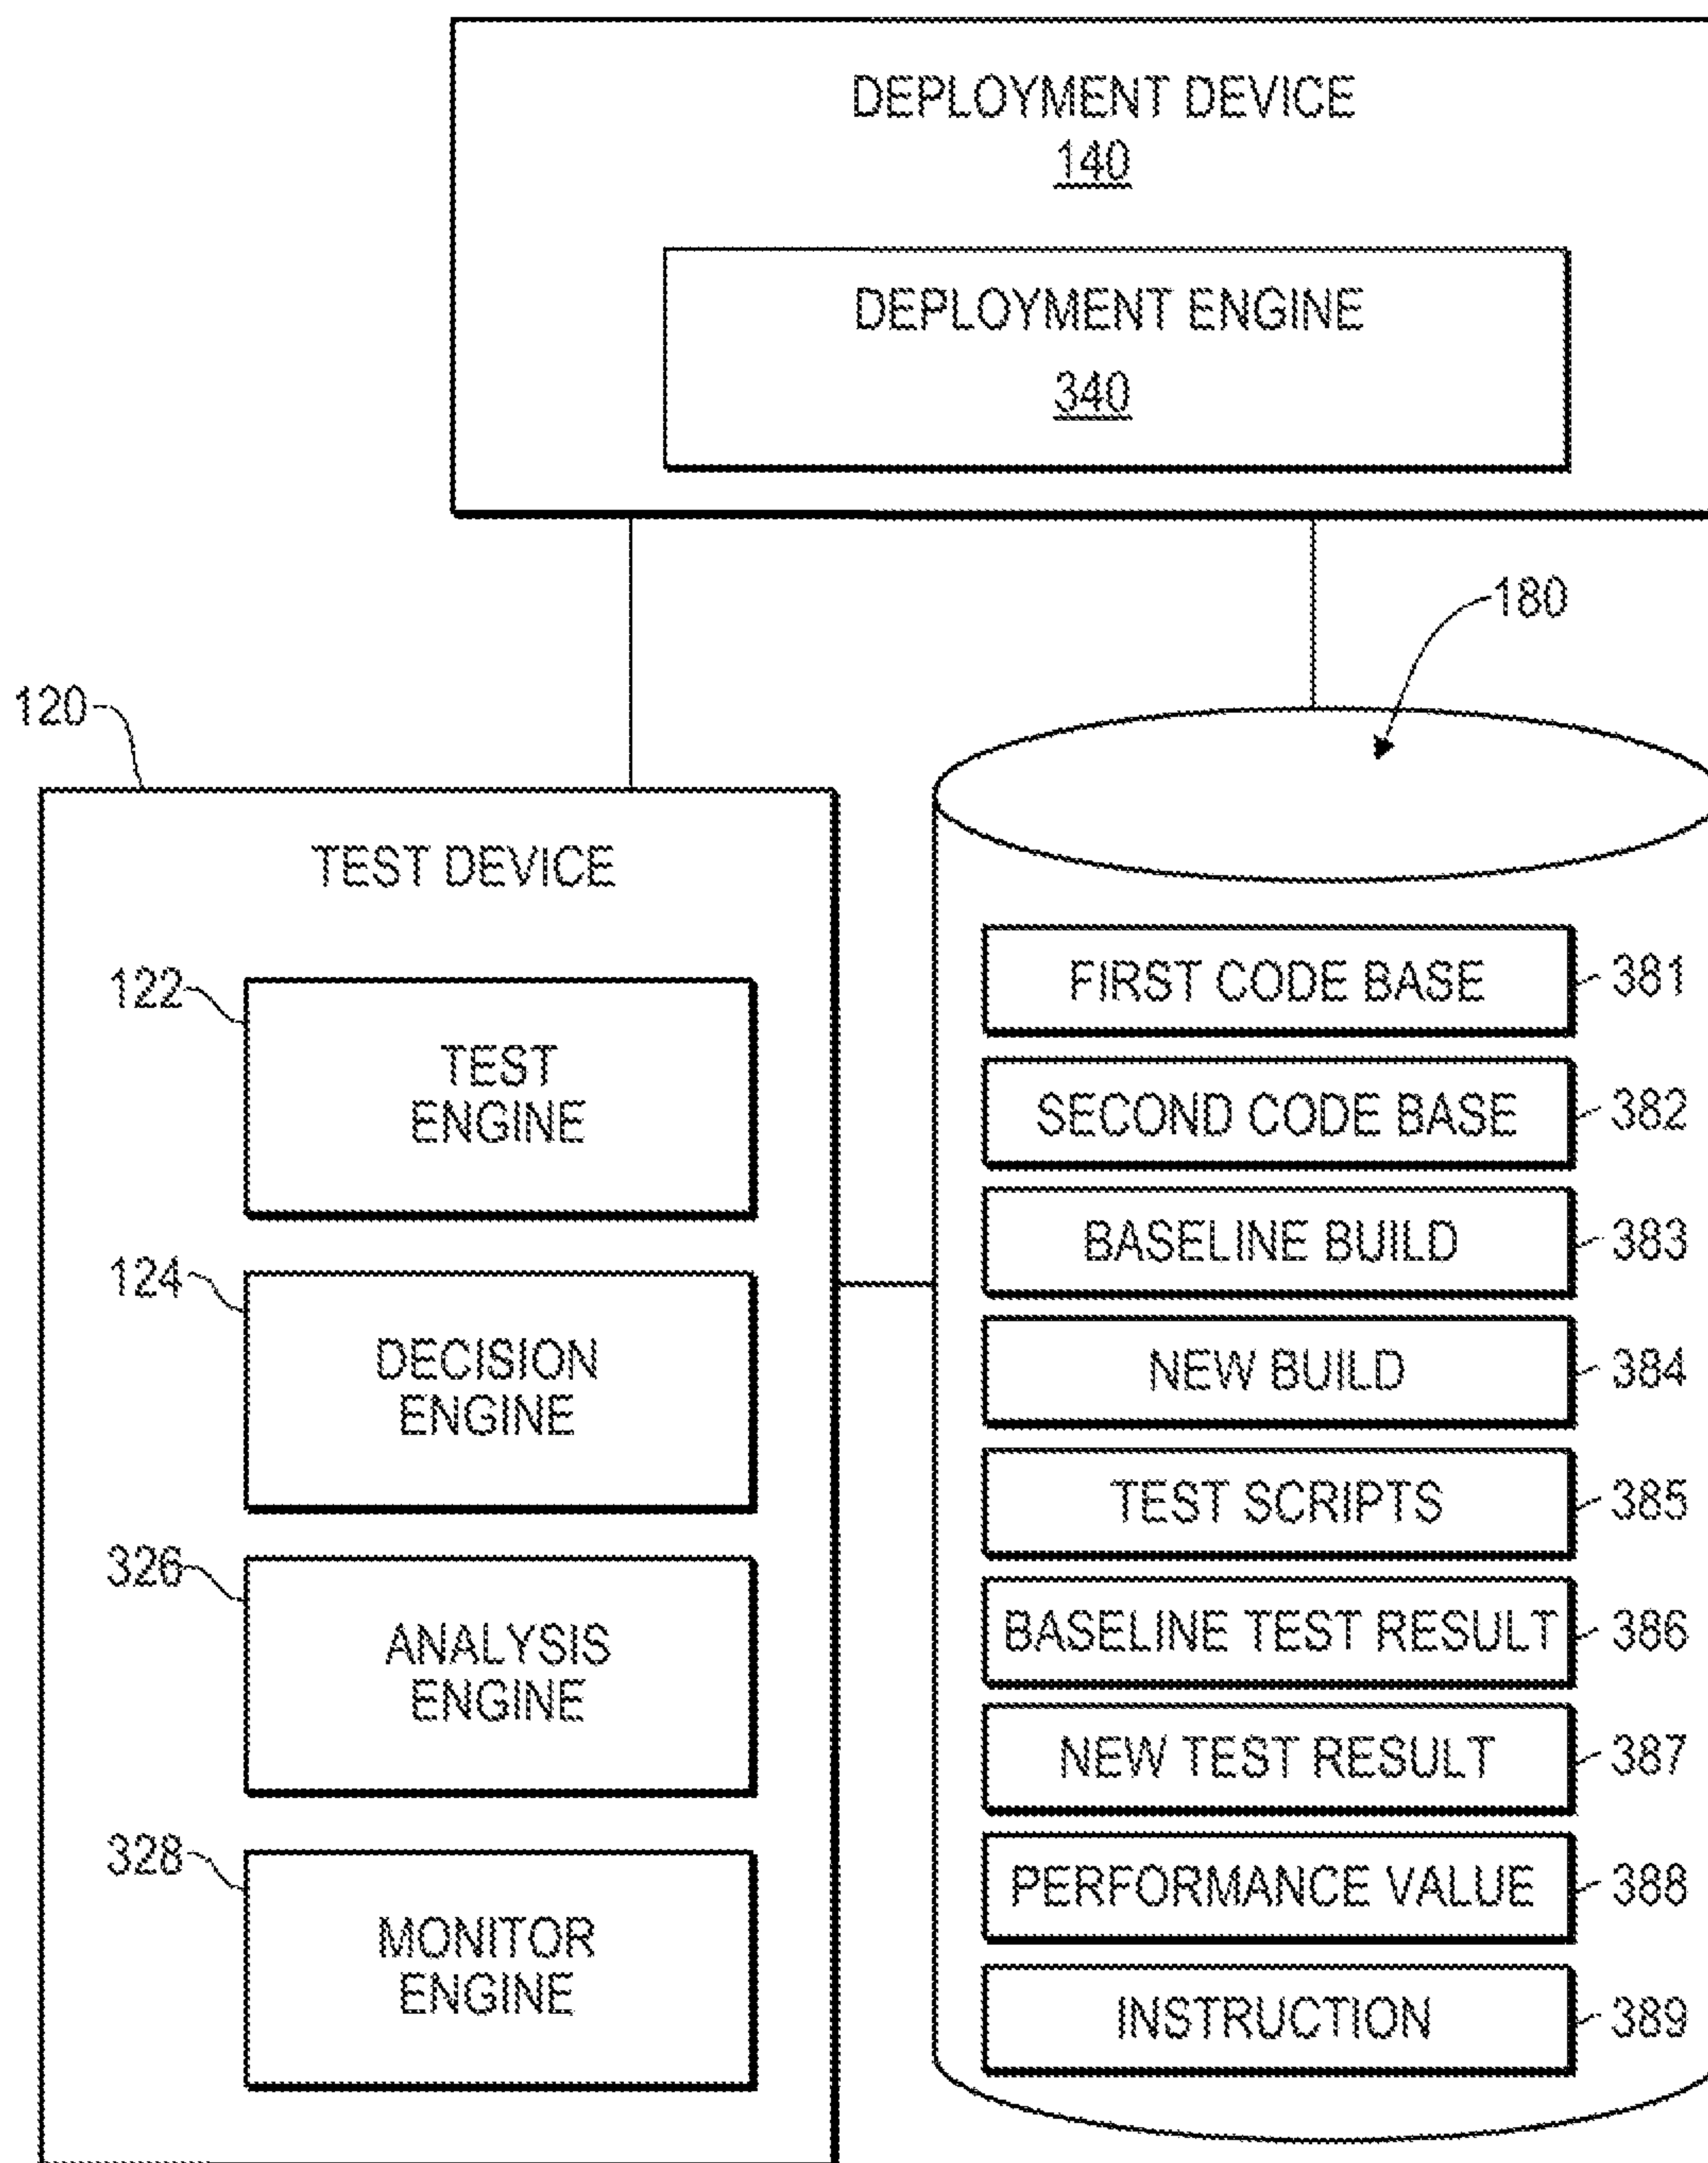 DEPLOYMENT DEVICE
140
DEPLOYMENT ENGINE
340
180
120
TEST DEVICE
122
TEST
ENGINE
124
DECISION
ENGINE
326
ANALYSIS
ENGINE
328
MONITOR
ENGINE
FIRST CODE BASE
381
SECOND CODE BASE
382
BASELINE BUILD
383
NEW BUILD
384
TEST SCRIPTS
385
BASELINE TEST RESULT
386
NEW TEST RESULT
387
PERFORMANCE VALUE
388
INSTRUCTION
389